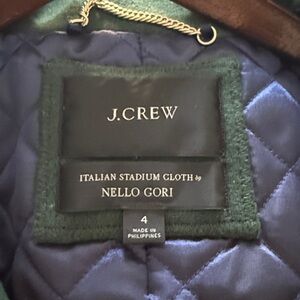 J.CREW
ITALIAN STADIUM CLOTH by
NELLO GORI
4
MADE IN
PHILIPPINES